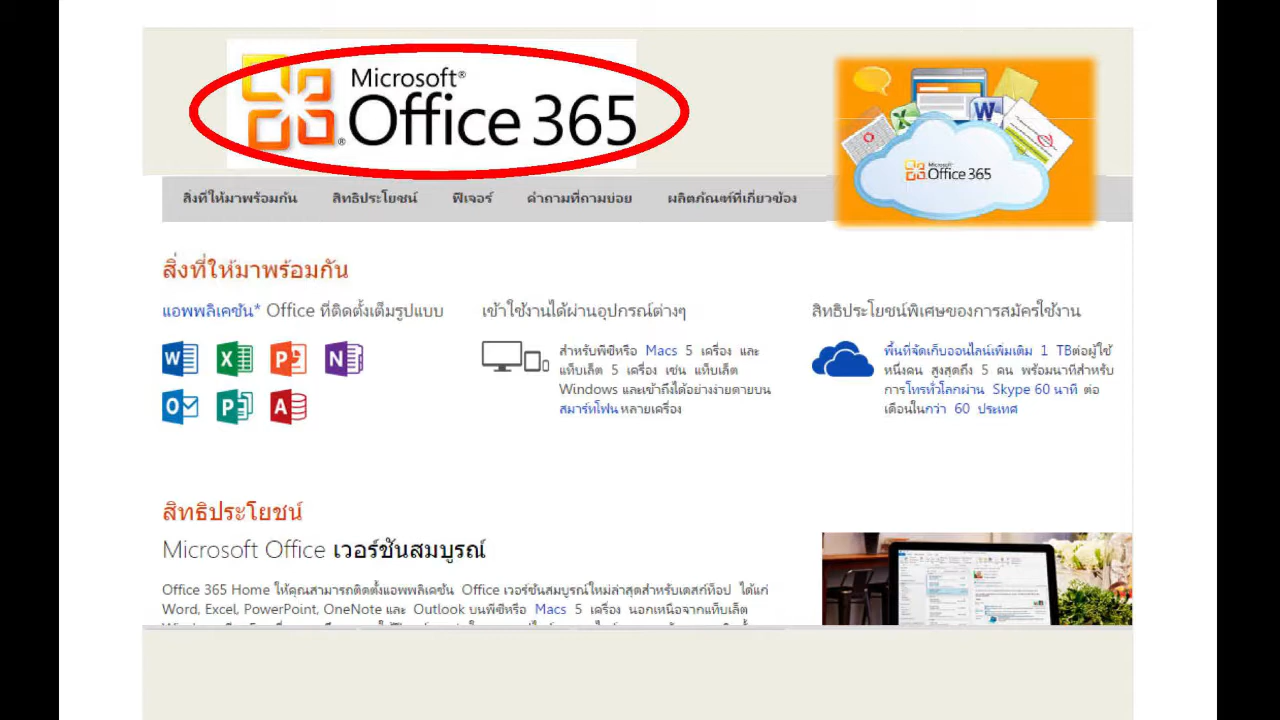 Microsoft®
Office 365
Microsoft
Office 365
สิ่งที่ให้มาพร้อมกัน สิทธิประโยชน์ ฟีเจอร์ คำถามที่ถามบ่อย ผลิตภัณฑ์ที่เกี่ยวข้อง
สิ่งที่ให้มาพร้อมกัน
แอพพลิเคชัน* Office ที่ติดตั้งเต็มรูปแบบ
เข้าใช้งานได้ผ่านอุปกรณ์ต่างๆ
สำหรับพีซีหรือ Macs 5 เครื่อง และ
แท็บเล็ต 5 เครื่อง เช่น แท็บเล็ต
Windows และเข้าถึงได้อย่างง่ายดายบน
สมาร์ทโฟนหลายเครื่อง
สิทธิประโยชน์พิเศษของการสมัครใช้งาน
พื้นที่จัดเก็บออนไลน์เพิ่มเติม 1 TBต่อผู้ใช้
หนึ่งคน สูงสุดถึง 5 คน พร้อมนาทีสำหรับ
การโทรทั่วโลกผ่าน Skype 60 นาที ต่อ
เดือนในกว่า 60 ประเทศ
สิทธิประโยชน์
Microsoft Office เวอร์ชันสมบูรณ์
Office 365 Home ให้คุณสามารถติดตั้งแอพพลิเคชัน Office เวอร์ชันสมบูรณ์ใหม่ล่าสุดสำหรับเดสก์ท็อป ได้แก่
Word, Excel, PowerPoint, OneNote และ Outlook บนพีซีหรือ Macs 5 เครื่อง นอกเหนือจากแท็บเล็ต